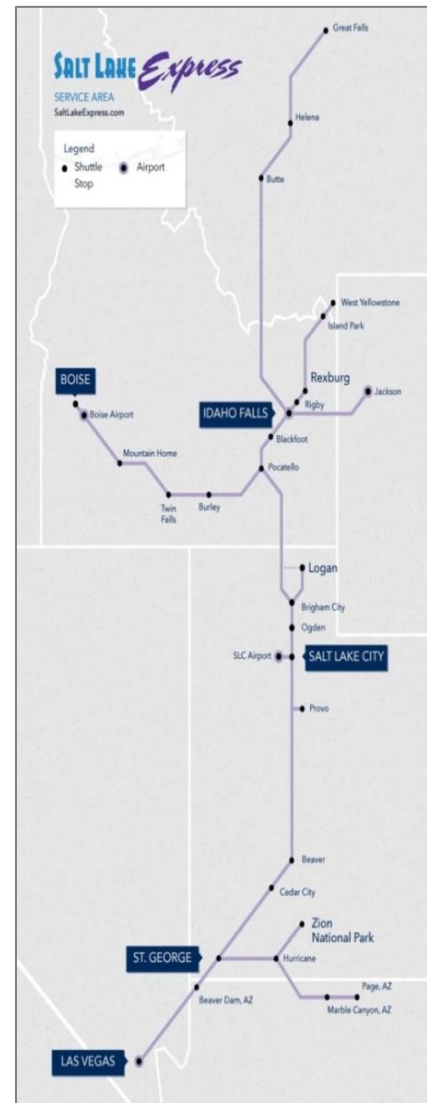 SALT LAKE Express
SERVICE AREA
SaltLakeExpress.com
Legend
Shuttle
Stop
Airport
Great Falls
Helena
Butte
West Yellowstone
Island Park
Rexburg
Rigby
Jackson
IDAHO FALLS
Blackfoot
BOISE
Boise Airport
Mountain Home
Pocatello
Twin
Falls
Burley
Logan
Brigham City
Ogden
SLC Airport
SALT LAKE CITY
Provo
Beaver
Cedar City
Zion
National Park
ST. GEORGE
Hurricane
Beaver Dam, AZ
Page, AZ
Marble Canyon, AZ
LAS VEGAS